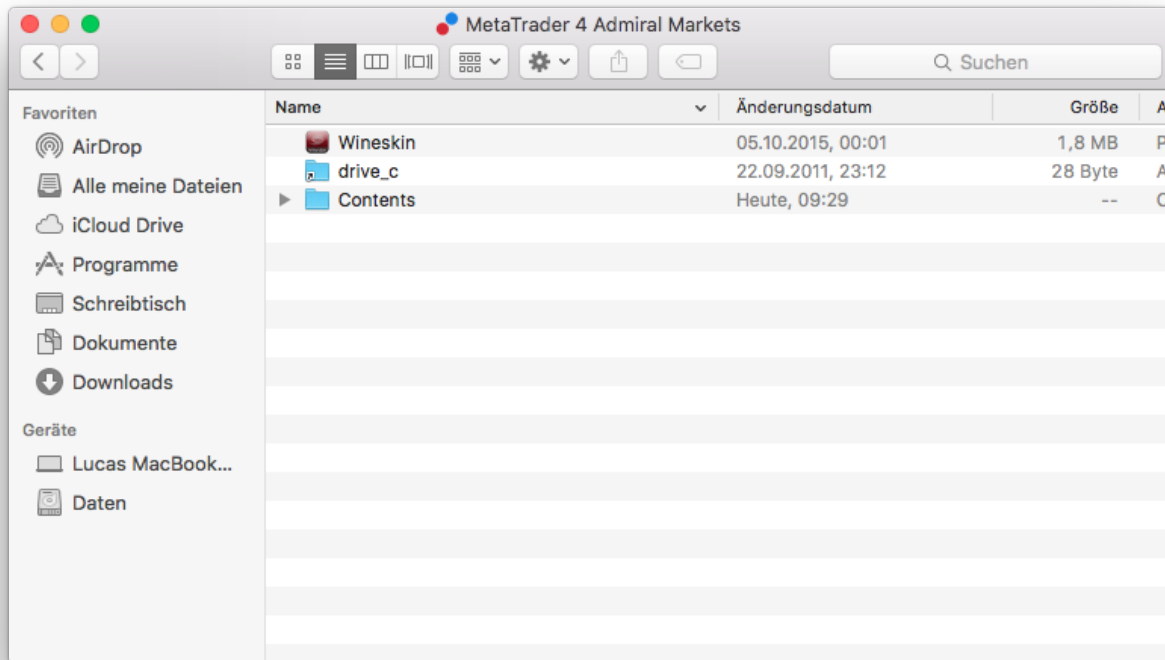 MetaTrader 4 Admiral Markets
Suchen
Favoriten
AirDrop
Alle meine Dateien
iCloud Drive
Programme
Schreibtisch
Dokumente
Downloads
Geräte
Lucas MacBook...
Daten
Name Änderungsdatum Größe A
Wineskin 05.10.2015, 00:01 1,8 MB P
drive_c 22.09.2011, 23:12 28 Byte A
Contents Heute, 09:29 --